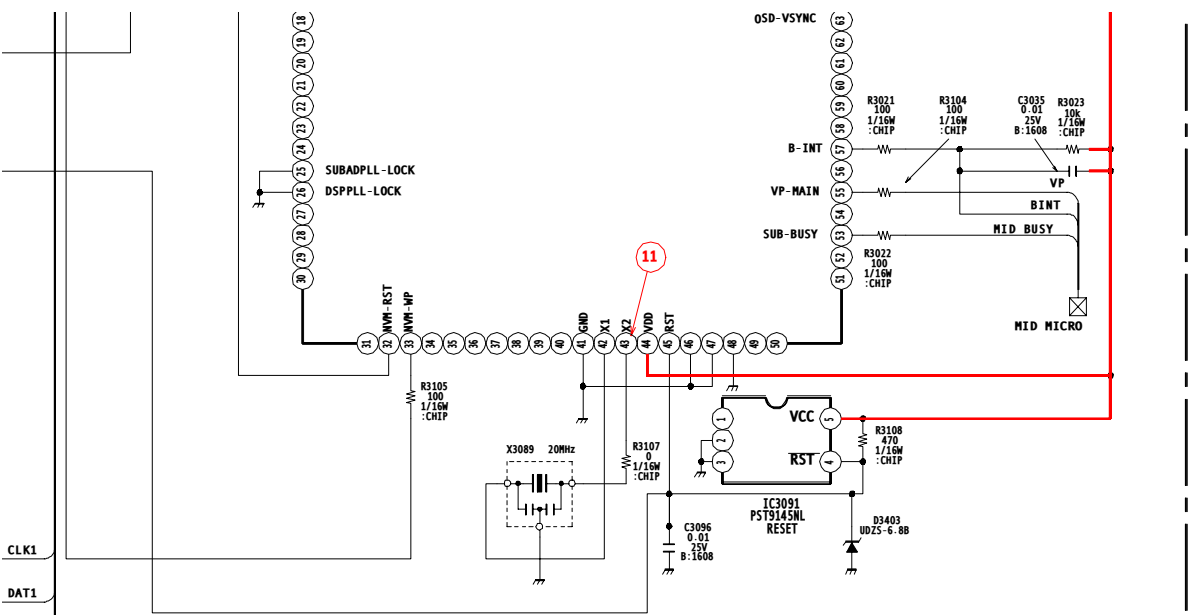 18
19
20
21
22
23
24
25
26
27
28
29
30
SUBADPLL-LOCK
DSPPLL-LOCK
OSD-VSYNC
63
62
61
60
59
58
57
56
55
54
53
52
51
B-INT
VP-MAIN
SUB-BUSY
R3021
100
1/16W
:CHIP
R3104
100
1/16W
:CHIP
C3035
0.01
25V
B:1608
R3023
10k
1/16W
:CHIP
VP
BINT
MID BUSY
R3022
100
1/16W
:CHIP
MID MICRO
11
NVM-RST
NVM-WP
GND
X1
X2
VDD
RST
31
32
33
34
35
36
37
38
39
40
41
42
43
44
45
46
47
48
49
50
R3105
100
1/16W
:CHIP
X3089 20MHz
R3107
0
1/16W
:CHIP
1
2
3
VCC 5
RST 4
R3108
470
1/16W
:CHIP
IC3091
PST9145NL
RESET
C3096
0.01
25V
B:1608
D3403
UDZS-6.8B
CLK1
DAT1